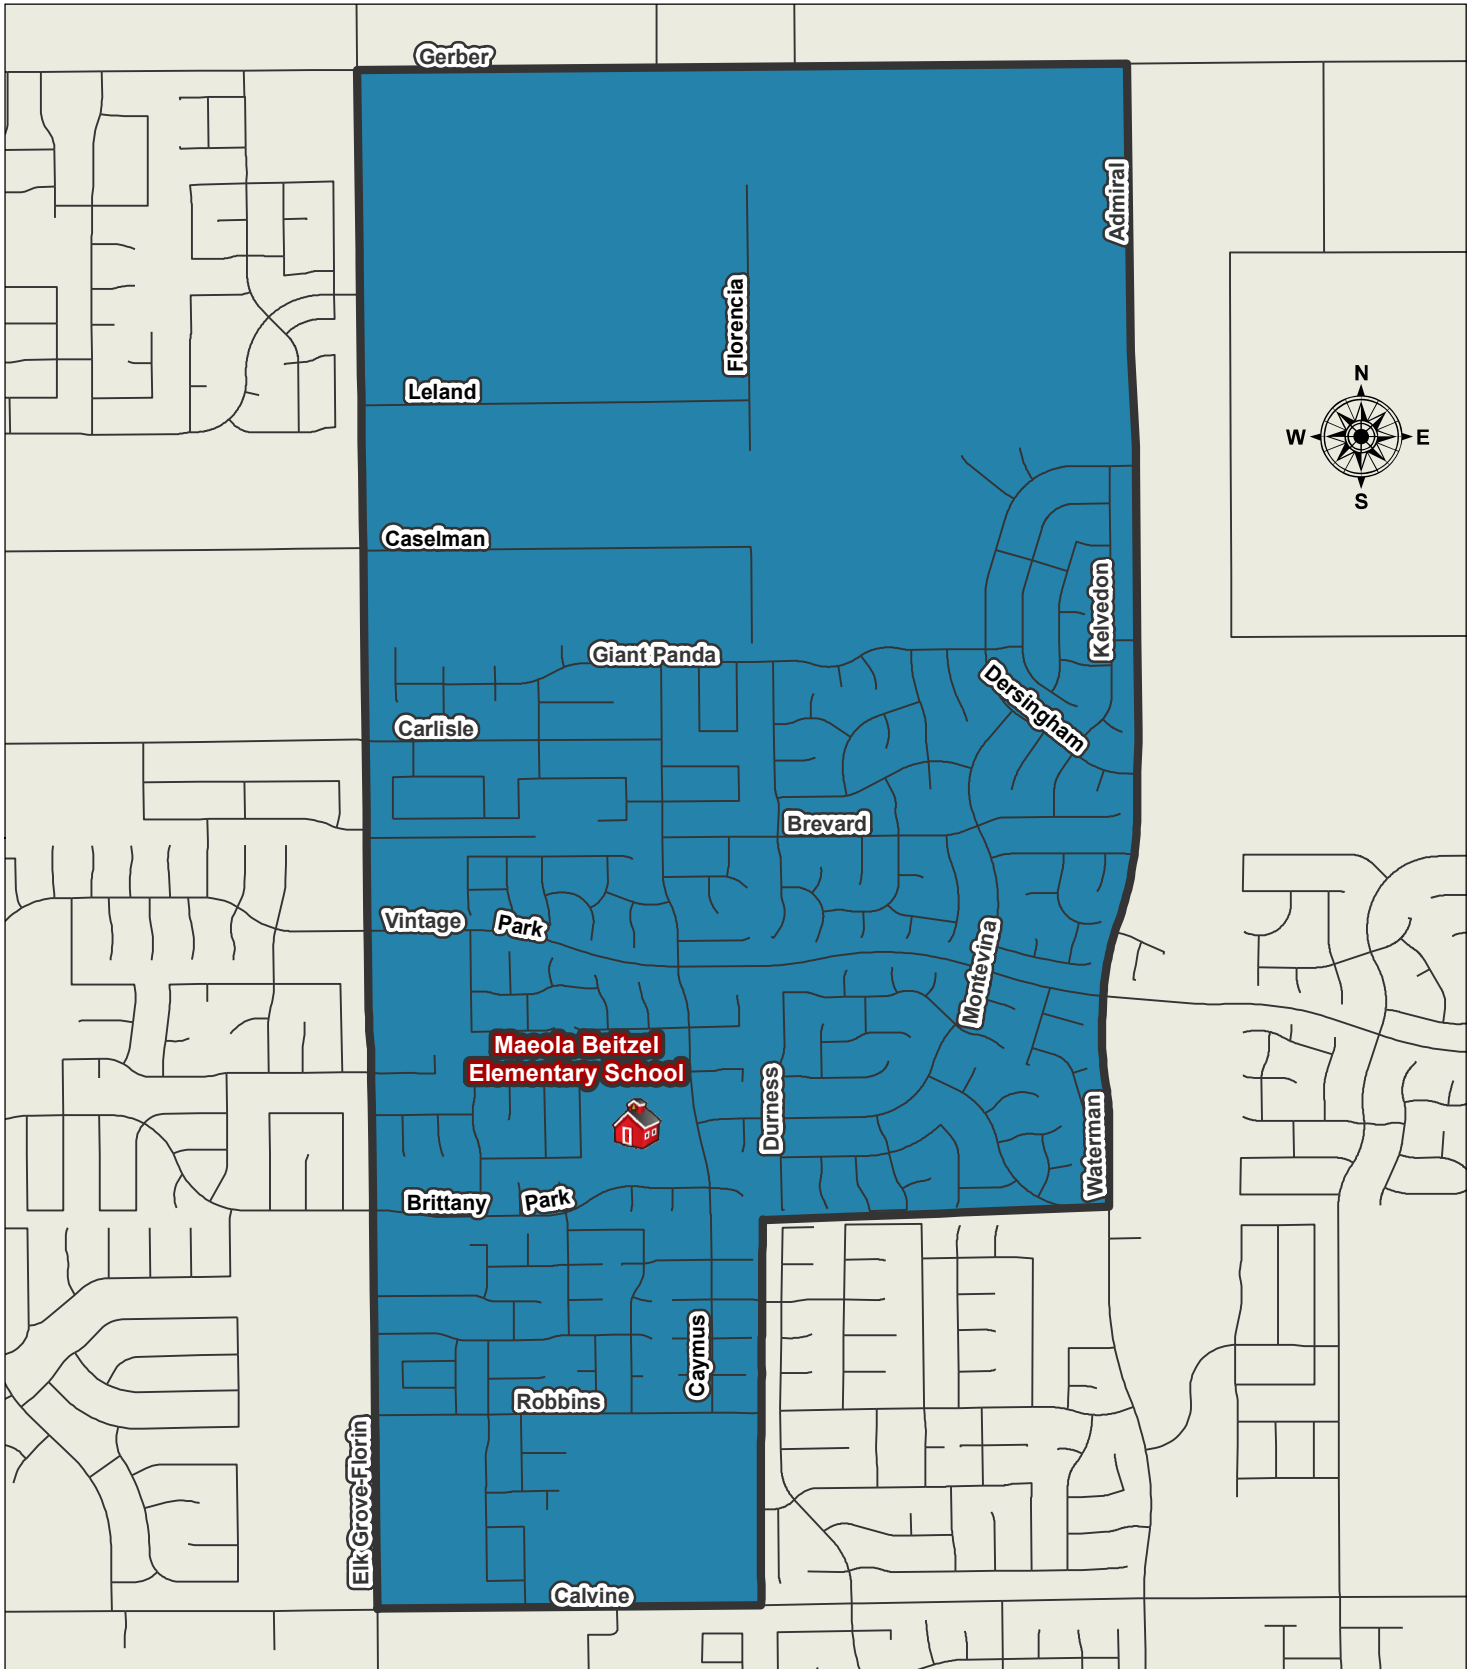 Gerber
Admiral
Florencia
N
Leland
W
E
S
Caselman
Kelvedon
Giant Panda
Dersingham
Carlisle
Brevard
Vintage
Park
Montevina
Maeola Beitzel
Elementary School
Durness
Waterman
Brittany
Park
Caymus
Robbins
Elk Grove-Florin
Calvine